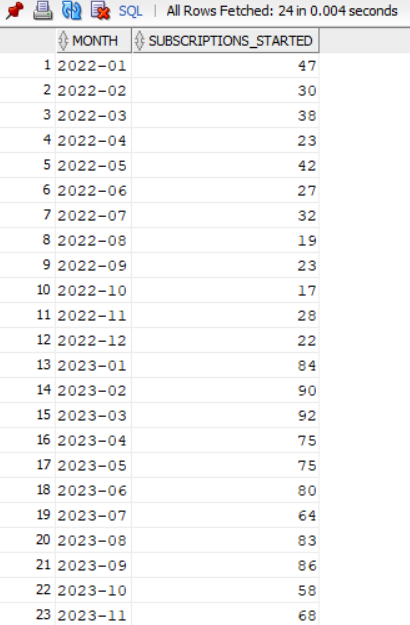 SQL | All Rows Fetched: 24 in 0.004 seconds
MONTH SUBSCRIPTIONS_STARTED
1 2022-01 47
2 2022-02 30
3 2022-03 38
4 2022-04 23
5 2022-05 42
6 2022-06 27
7 2022-07 32
8 2022-08 19
9 2022-09 23
10 2022-10 17
11 2022-11 28
12 2022-12 22
13 2023-01 84
14 2023-02 90
15 2023-03 92
16 2023-04 75
17 2023-05 75
18 2023-06 80
19 2023-07 64
20 2023-08 83
21 2023-09 86
22 2023-10 58
23 2023-11 68